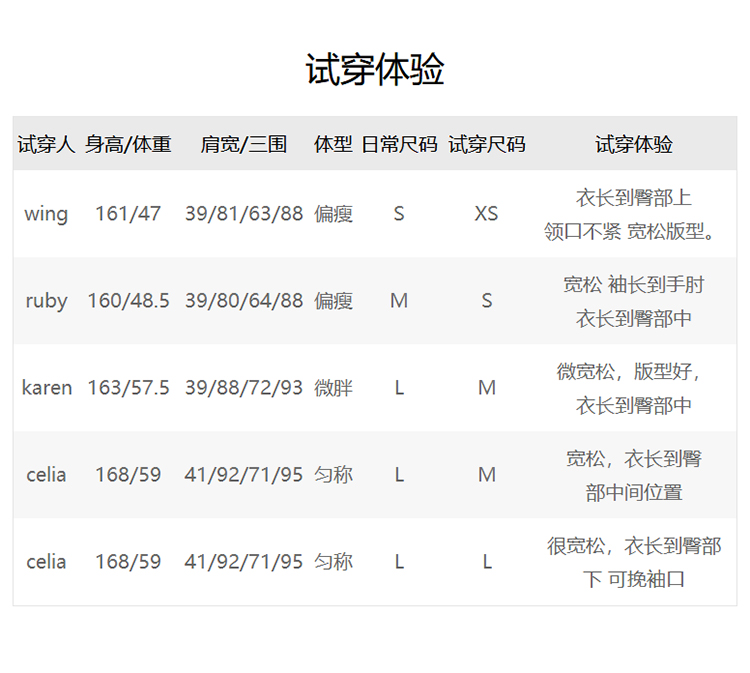 试穿体验
试穿人 身高/体重 肩宽/三围 体型 日常尺码 试穿尺码 试穿体验
wing 161/47 39/81/63/88 偏瘦 S XS 衣长到臀部上
领口不紧 宽松版型。
ruby 160/48.5 39/80/64/88 偏瘦 M S 宽松 袖长到手肘
衣长到臀部中
karen 163/57.5 39/88/72/93 微胖 L M 微宽松，版型好，
衣长到臀部中
celia 168/59 41/92/71/95 匀称 L M 宽松，衣长到臀
部中间位置
celia 168/59 41/92/71/95 匀称 L L 很宽松，衣长到臀部
下 可挽袖口